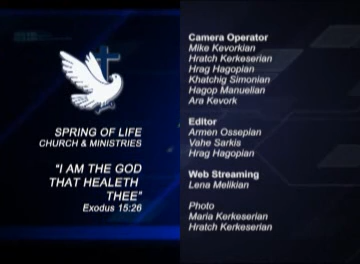 SPRING OF LIFE
CHURCH & MINISTRIES
"I AM THE GOD
THAT HEALETH
THEE"
Exodus 15:26
Camera Operator
Mike Kevorkian
Hratch Kerkeserian
Hrag Hagopian
Khatchig Simonian
Hagop Manuelian
Ara Kevork
Editor
Armen Ossepian
Vahe Sarkis
Hrag Hagopian
Web Streaming
Lena Melikian
Photo
Maria Kerkeserian
Hratch Kerkeserian